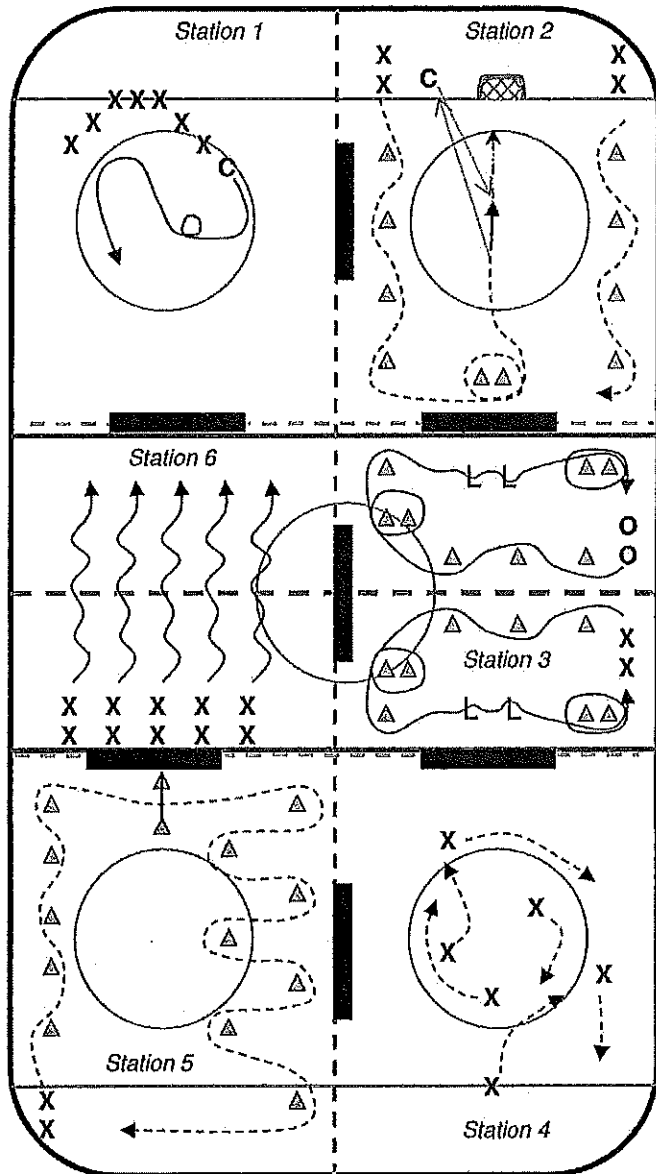 Station 1
X X X
X X
X X
C
Station 2
X X
X C X
Station 6
X X X X X
X X X X X
L L
O
O
X
X
Station 3
L L
Station 5
X
X
X
X
X
X
X
X
Station 4